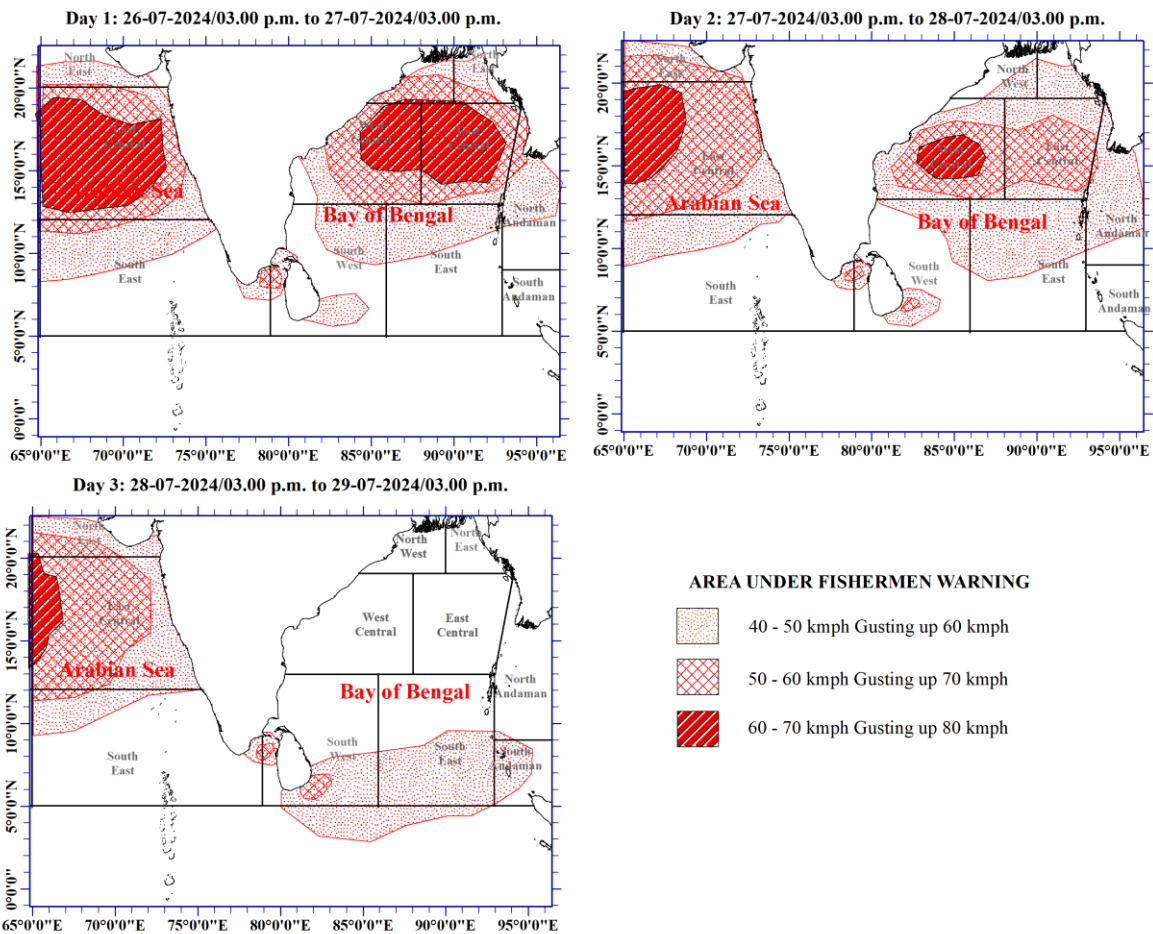 Day 1: 26-07-2024/03.00 p.m. to 27-07-2024/03.00 p.m.
North
East
North
East
20°0'0"N
15°0'0"N
10°0'0"N
5°0'0"N
0°0'0"
East
Central
West
Central
East
Central
Arabian Sea
Bay of Bengal
North
Andaman
South
East
South
West
South
East
South
Andaman
65°0'0"E
70°0'0"E
75°0'0"E
80°0'0"E
85°0'0"E
90°0'0"E
95°0'0"E
Day 2: 27-07-2024/03.00 p.m. to 28-07-2024/03.00 p.m.
North
East
North
West
20°0'0"N
15°0'0"N
10°0'0"N
5°0'0"N
0°0'0"
East
Central
West
Central
East
Central
Arabian Sea
Bay of Bengal
North
Andaman
South
East
South
West
South
East
South
Andaman
65°0'0"E
70°0'0"E
75°0'0"E
80°0'0"E
85°0'0"E
90°0'0"E
95°0'0"E
Day 3: 28-07-2024/03.00 p.m. to 29-07-2024/03.00 p.m.
North
East
North
West
North
East
20°0'0"N
15°0'0"N
10°0'0"N
5°0'0"N
0°0'0"
East
Central
West
Central
East
Central
Arabian Sea
Bay of Bengal
North
Andaman
South
East
South
West
South
East
South
Andaman
65°0'0"E
70°0'0"E
75°0'0"E
80°0'0"E
85°0'0"E
90°0'0"E
95°0'0"E
AREA UNDER FISHERMEN WARNING
40 - 50 kmph Gusting up 60 kmph
50 - 60 kmph Gusting up 70 kmph
60 - 70 kmph Gusting up 80 kmph